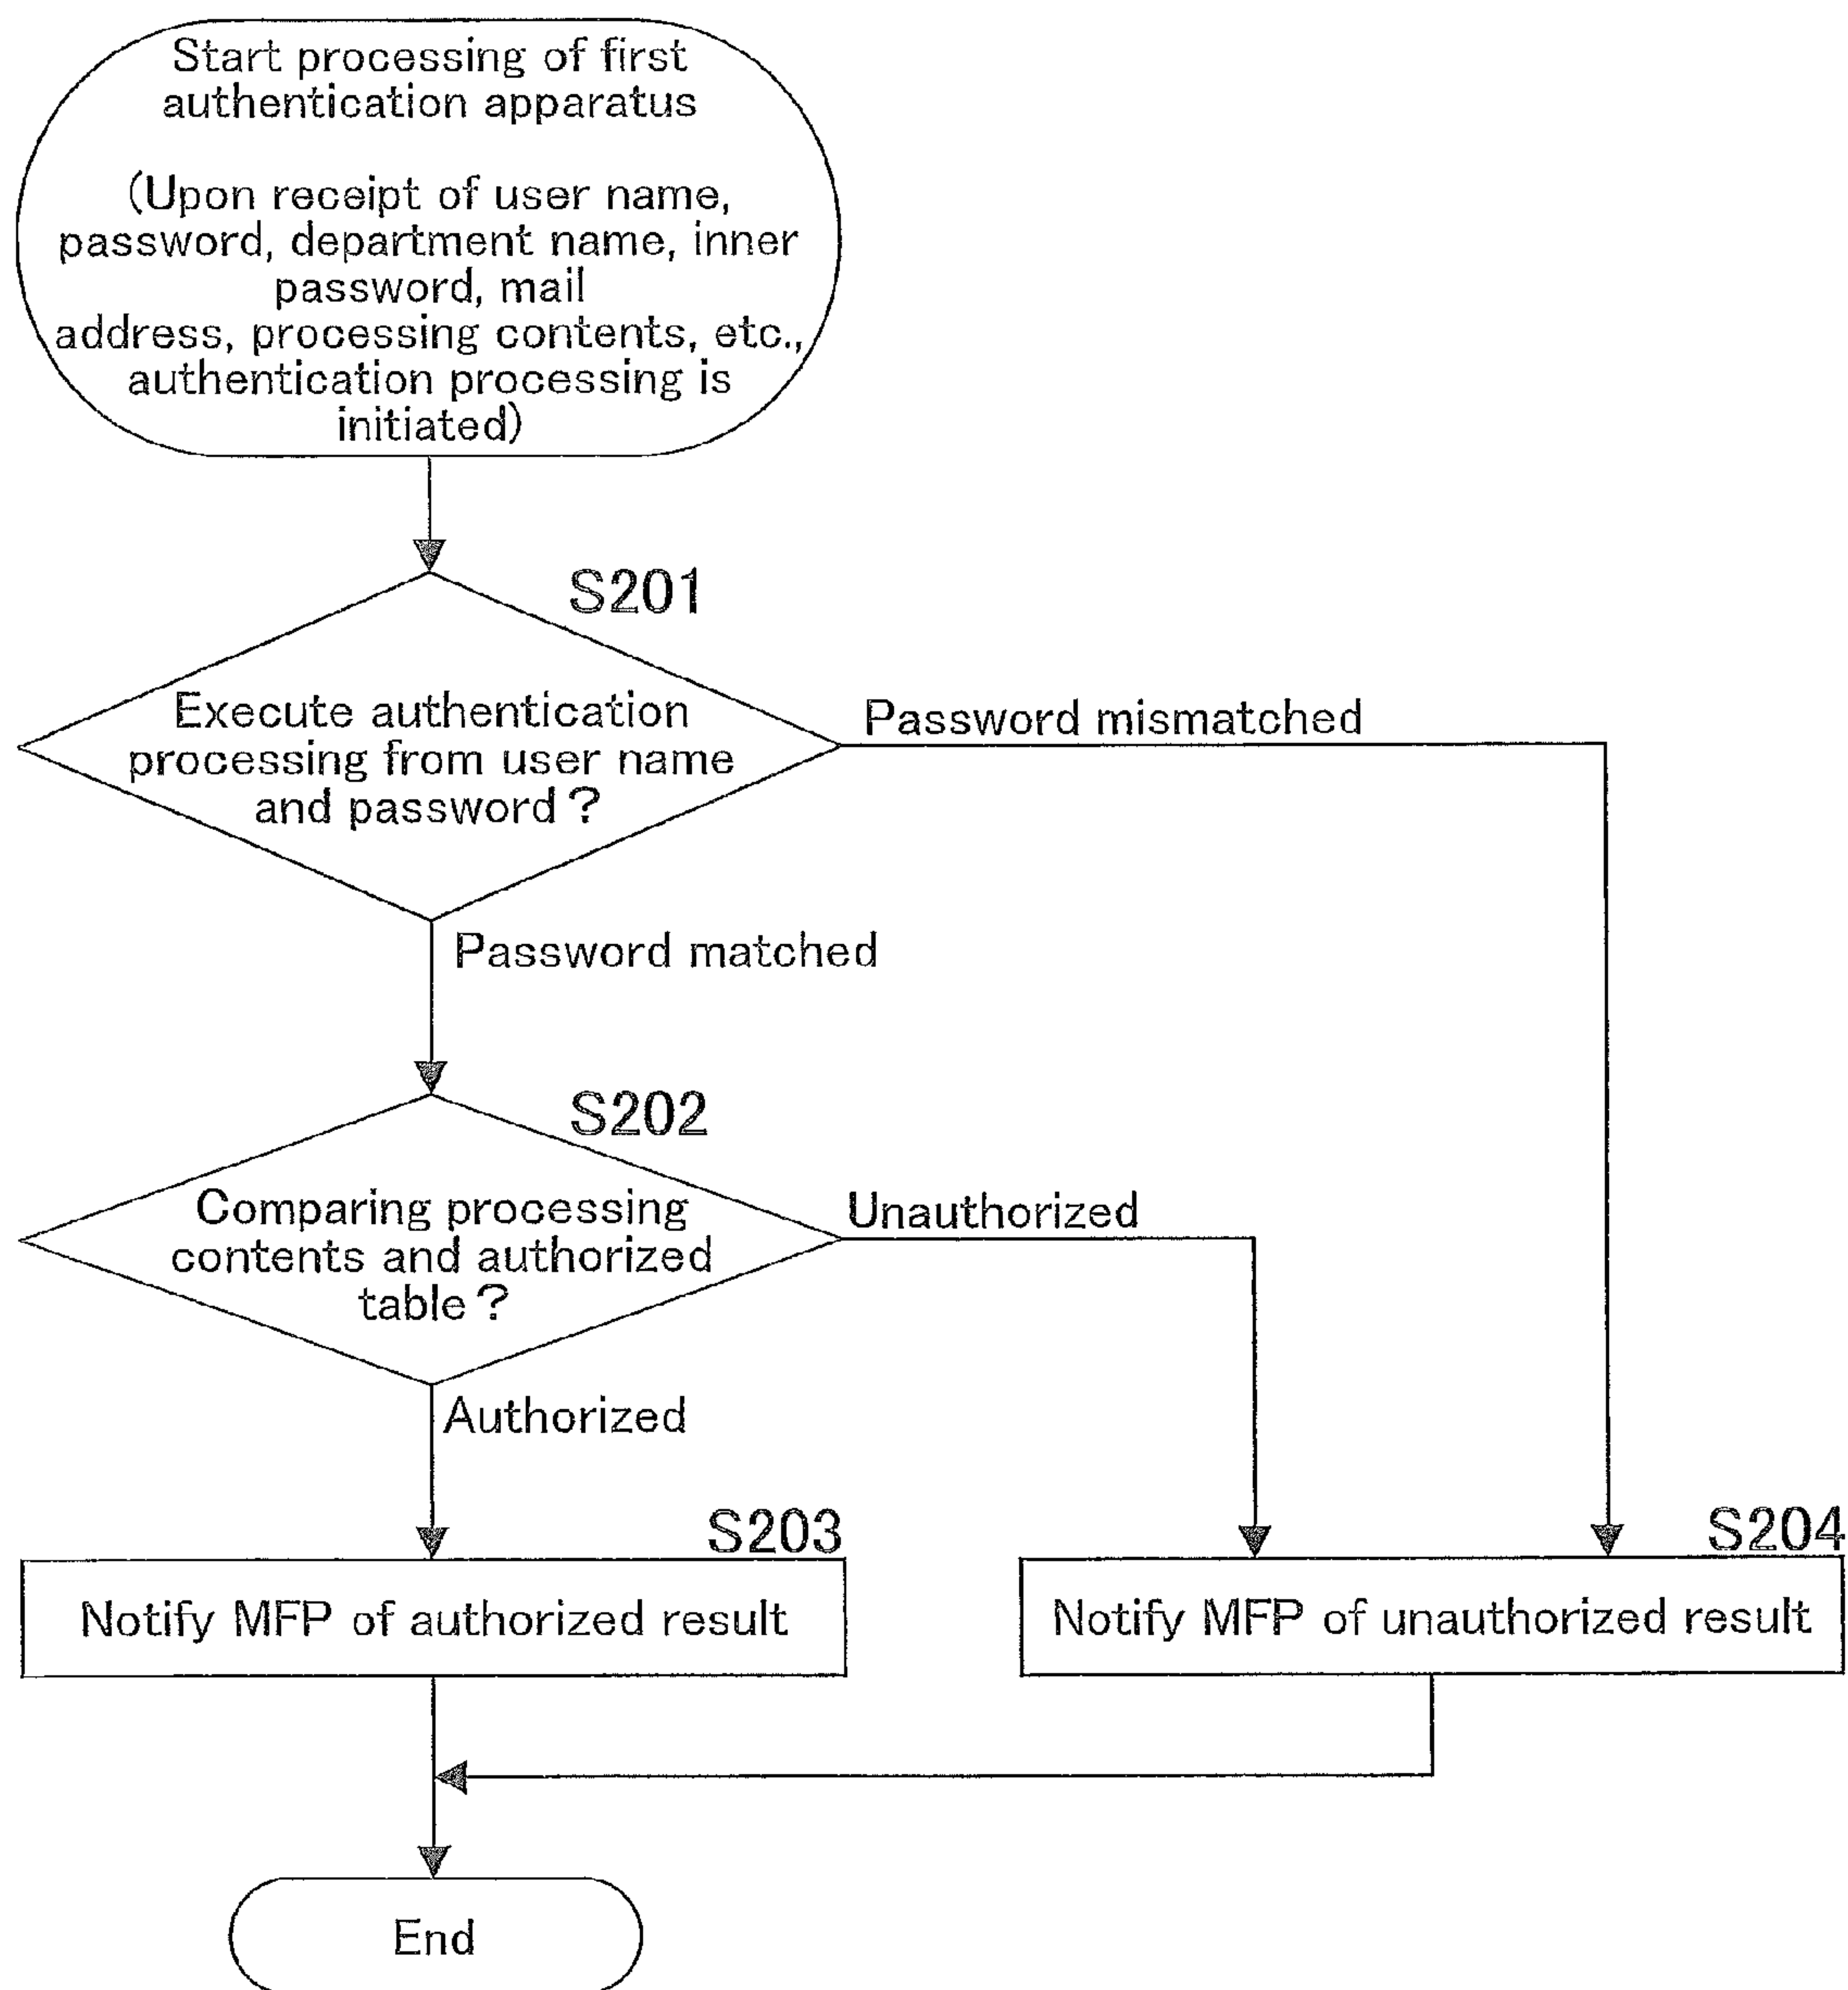 Start processing of first
authentication apparatus
(Upon receipt of user name,
password, department name, inner
password, mail
address, processing contents, etc.,
authentication processing is
initiated)
S201
Execute authentication
processing from user name
and password?
Password mismatched
Password matched
S202
Comparing processing
contents and authorized
table?
Unauthorized
Authorized
S203
Notify MFP of authorized result
S204
Notify MFP of unauthorized result
End